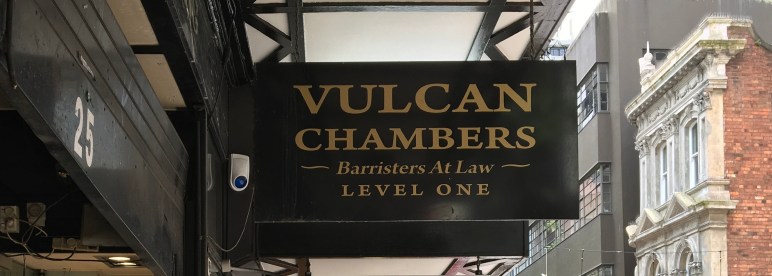 25
VULCAN
CHAMBERS
Barristers At Law
LEVEL ONE